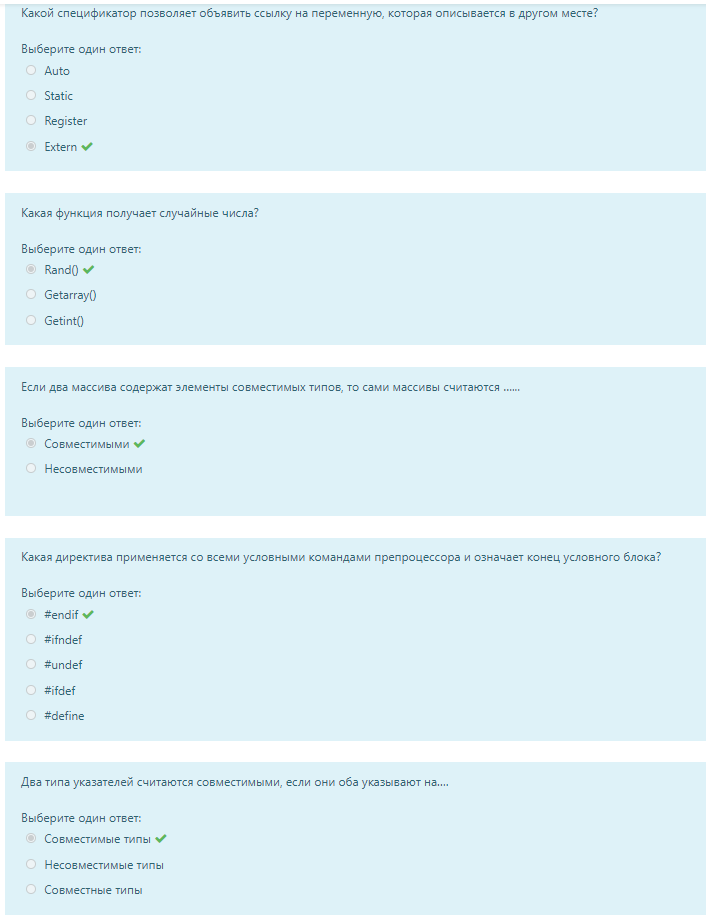 Какой спецификатор позволяет объявить ссылку на переменную, которая описывается в другом месте?
Выберите один ответ:
Auto
Static
Register
Extern
Какая функция получает случайные числа?
Выберите один ответ:
Rand()
Getarray()
Getint()
Если два массива содержат элементы совместимых типов, то сами массивы считаются ......
Выберите один ответ:
Совместимыми
Несовместимыми
Какая директива применяется со всеми условными командами препроцессора и означает конец условного блока?
Выберите один ответ:
#endif
#ifndef
#undef
#ifdef
#define
Два типа указателей считаются совместимыми, если они оба указывают на....
Выберите один ответ:
Совместимые типы
Несовместимые типы
Совместные типы